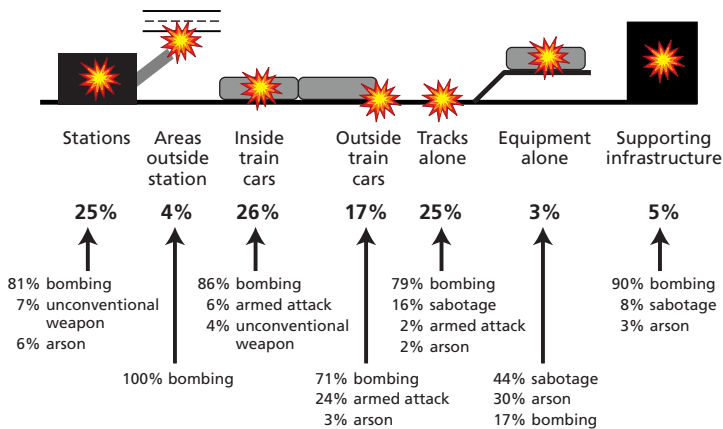 Stations
Areas
outside
station
Inside
train
cars
Outside
train
cars
Tracks
alone
Equipment
alone
Supporting
infrastructure
25%
4%
26%
17%
25%
3%
5%
81% bombing
7% unconventional
weapon
6% arson
100% bombing
86% bombing
6% armed attack
4% unconventional
weapon
71% bombing
24% armed attack
3% arson
79% bombing
16% sabotage
2% armed attack
2% arson
44% sabotage
30% arson
17% bombing
90% bombing
8% sabotage
3% arson